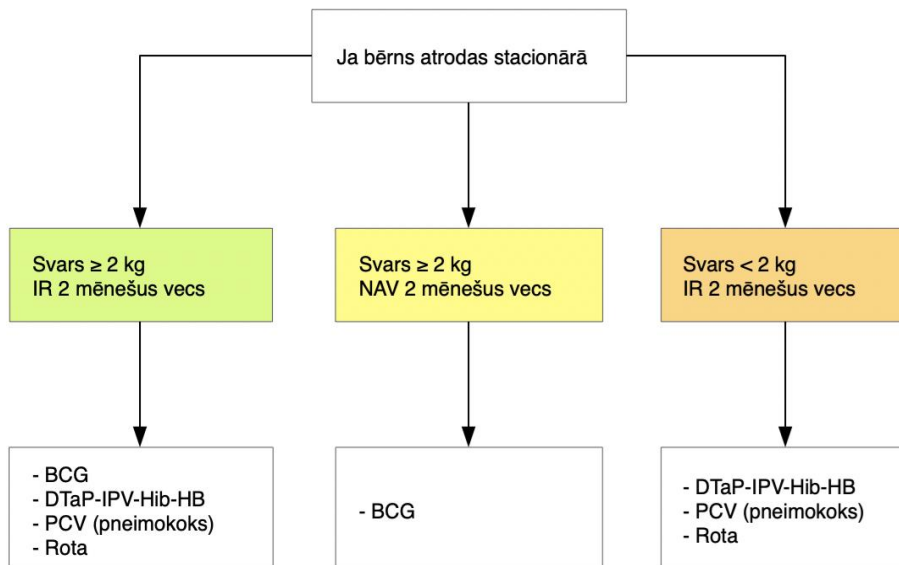 Ja bērns atrodas stacionārā
Svars ≥ 2 kg
IR 2 mēnešus vecs
Svars ≥ 2 kg
NAV 2 mēnešus vecs
Svars < 2 kg
IR 2 mēnešus vecs
- BCG
- DTaP-IPV-Hib-HB
- PCV (pneimokoks)
- Rota
- BCG
- DTaP-IPV-Hib-HB
- PCV (pneimokoks)
- Rota